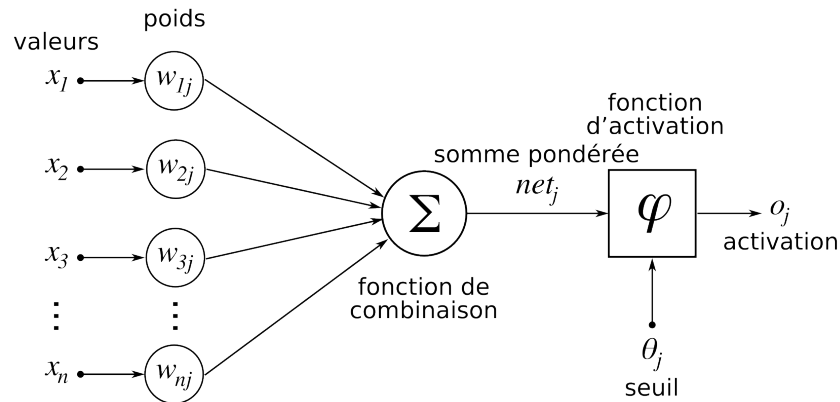 poids
valeurs
x₁
w₁ⱼ
fonction
d'activation
x₂
w₂ⱼ
somme pondérée
netⱼ
Σ
φ
oⱼ
activation
x₃
w₃ⱼ
fonction de
combinaison
⋮
⋮
xₙ
wₙⱼ
θⱼ
seuil